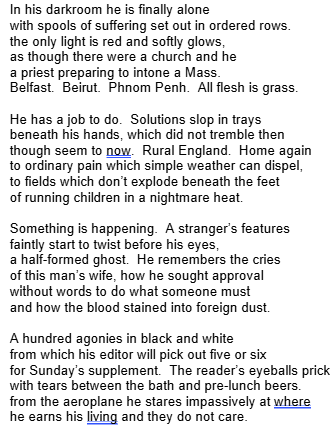 In his darkroom he is finally alone
with spools of suffering set out in ordered rows.
the only light is red and softly glows,
as though there were a church and he
a priest preparing to intone a Mass.
Belfast.  Beirut.  Phnom Penh.  All flesh is grass.

He has a job to do.  Solutions slop in trays
beneath his hands, which did not tremble then
though seem to now.  Rural England.  Home again
to ordinary pain which simple weather can dispel,
to fields which don't explode beneath the feet
of running children in a nightmare heat.

Something is happening.  A stranger's features
faintly start to twist before his eyes,
a half-formed ghost.  He remembers the cries
of this man's wife, how he sought approval
without words to do what someone must
and how the blood stained into foreign dust.

A hundred agonies in black and white
from which his editor will pick out five or six
for Sunday's supplement.  The reader's eyeballs prick
with tears between the bath and pre-lunch beers.
from the aeroplane he stares impassively at where
he earns his living and they do not care.